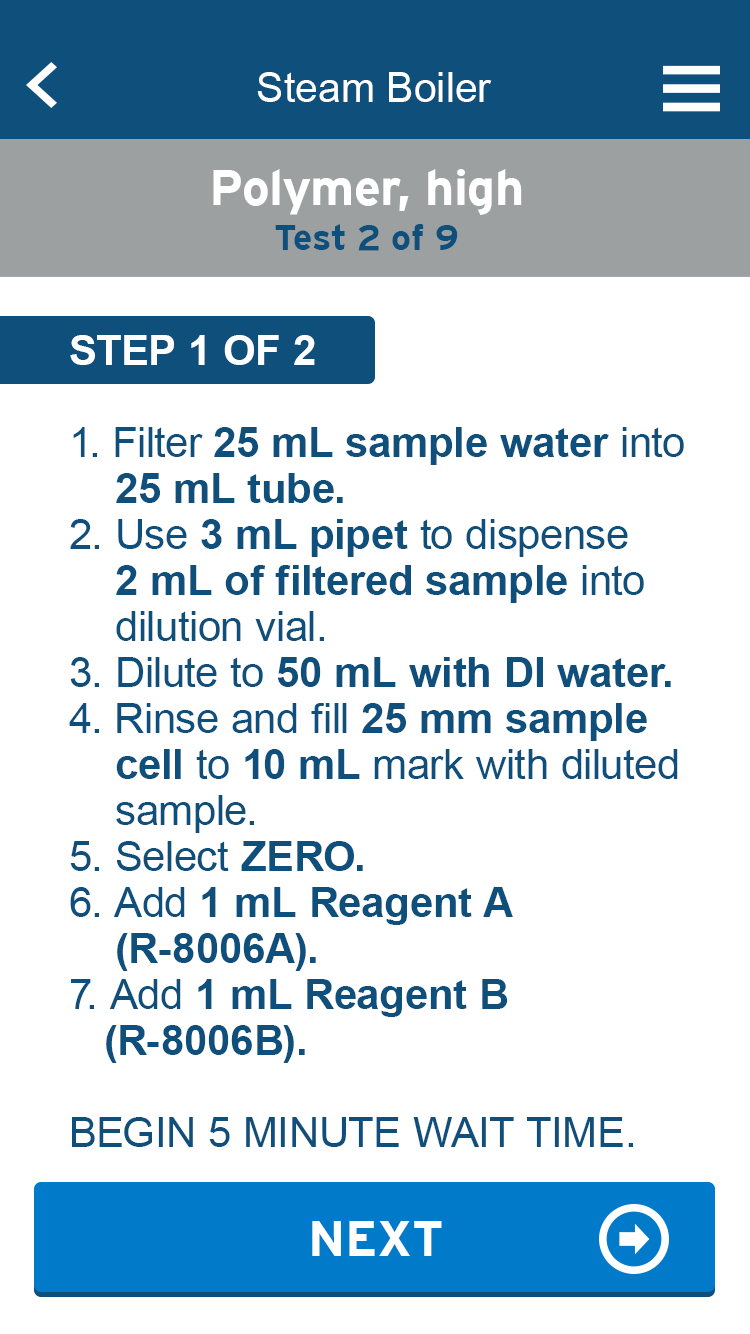 Steam Boiler
Polymer, high
Test 2 of 9
STEP 1 OF 2
1. Filter 25 mL sample water into
25 mL tube.
2. Use 3 mL pipet to dispense
2 mL of filtered sample into
dilution vial.
3. Dilute to 50 mL with DI water.
4. Rinse and fill 25 mm sample
cell to 10 mL mark with diluted
sample.
5. Select ZERO.
6. Add 1 mL Reagent A
(R-8006A).
7. Add 1 mL Reagent B
(R-8006B).
BEGIN 5 MINUTE WAIT TIME.
NEXT